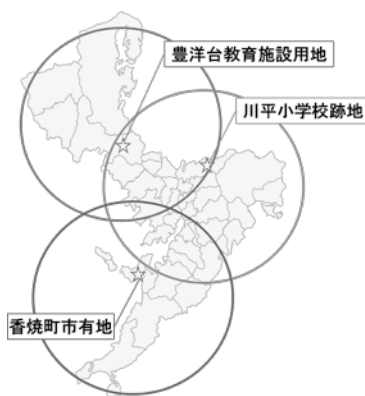 豊洋台教育施設用地
川平小学校跡地
香焼町市有地